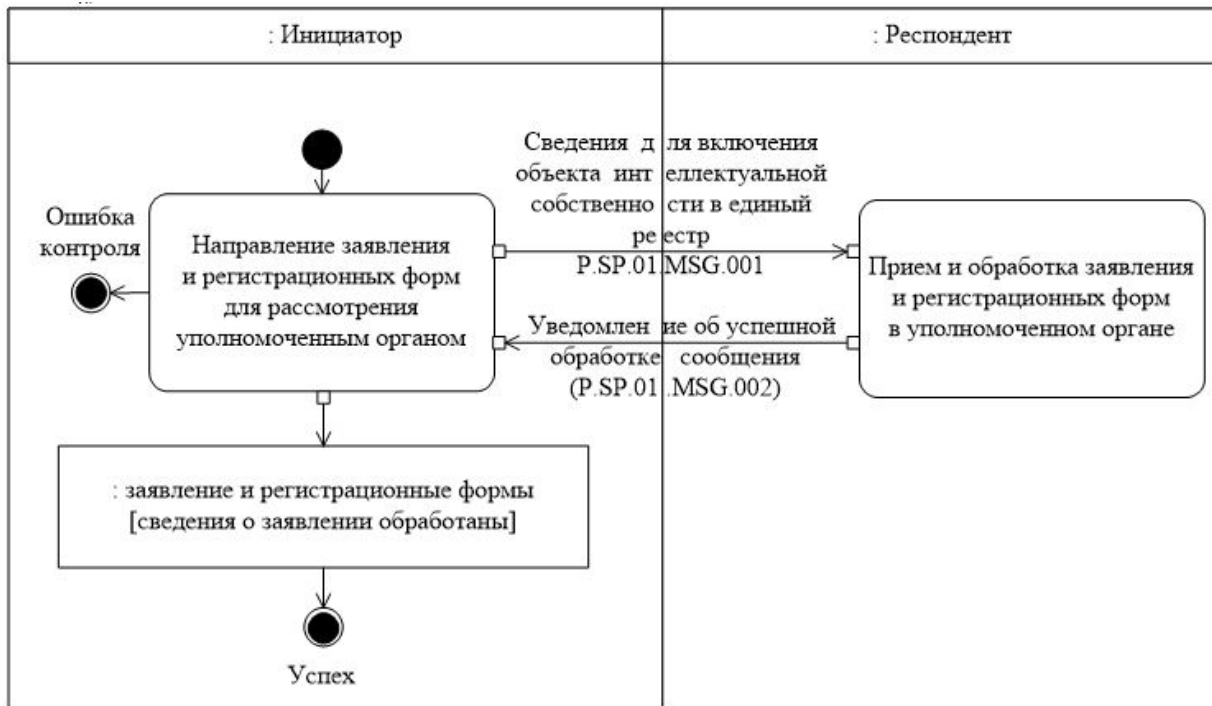 : Инициатор
: Респондент
Сведения для включения
объекта интеллектуальной
собственности в единый
реестр
P.SP.01.MSG.001
Ошибка
контроля
Направление заявления
и регистрационных форм
для рассмотрения
уполномоченным органом
Прием и обработка заявления
и регистрационных форм
в уполномоченном органе
Уведомление об успешной
обработке сообщения
(P.SP.01.MSG.002)
: заявление и регистрационные формы
[сведения о заявлении обработаны]
Успех